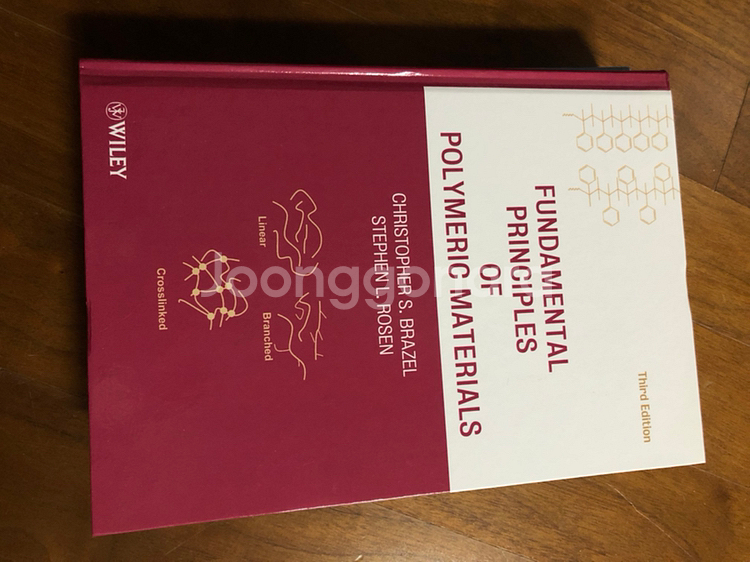 Third Edition
FUNDAMENTAL
PRINCIPLES
OF
POLYMERIC MATERIALS
CHRISTOPHER S. BRAZEL
STEPHEN L. ROSEN
Linear
Branched
Crosslinked
WILEY